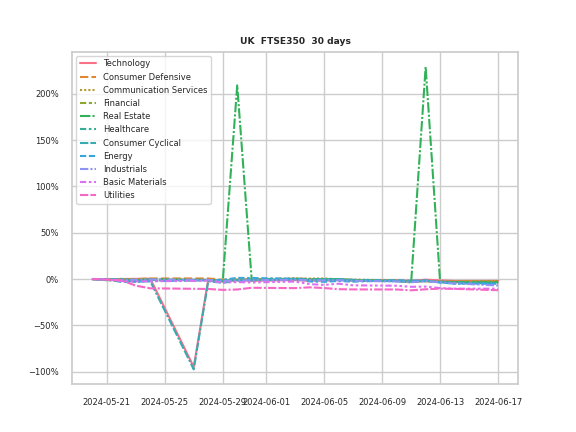 UK FTSE350 30 days
Technology
Consumer Defensive
Communication Services
Financial
Real Estate
Healthcare
Consumer Cyclical
Energy
Industrials
Basic Materials
Utilities
200%
150%
100%
50%
0%
−50%
−100%
2024-05-21 2024-05-25 2024-05-29 2024-06-01 2024-06-05 2024-06-09 2024-06-13 2024-06-17